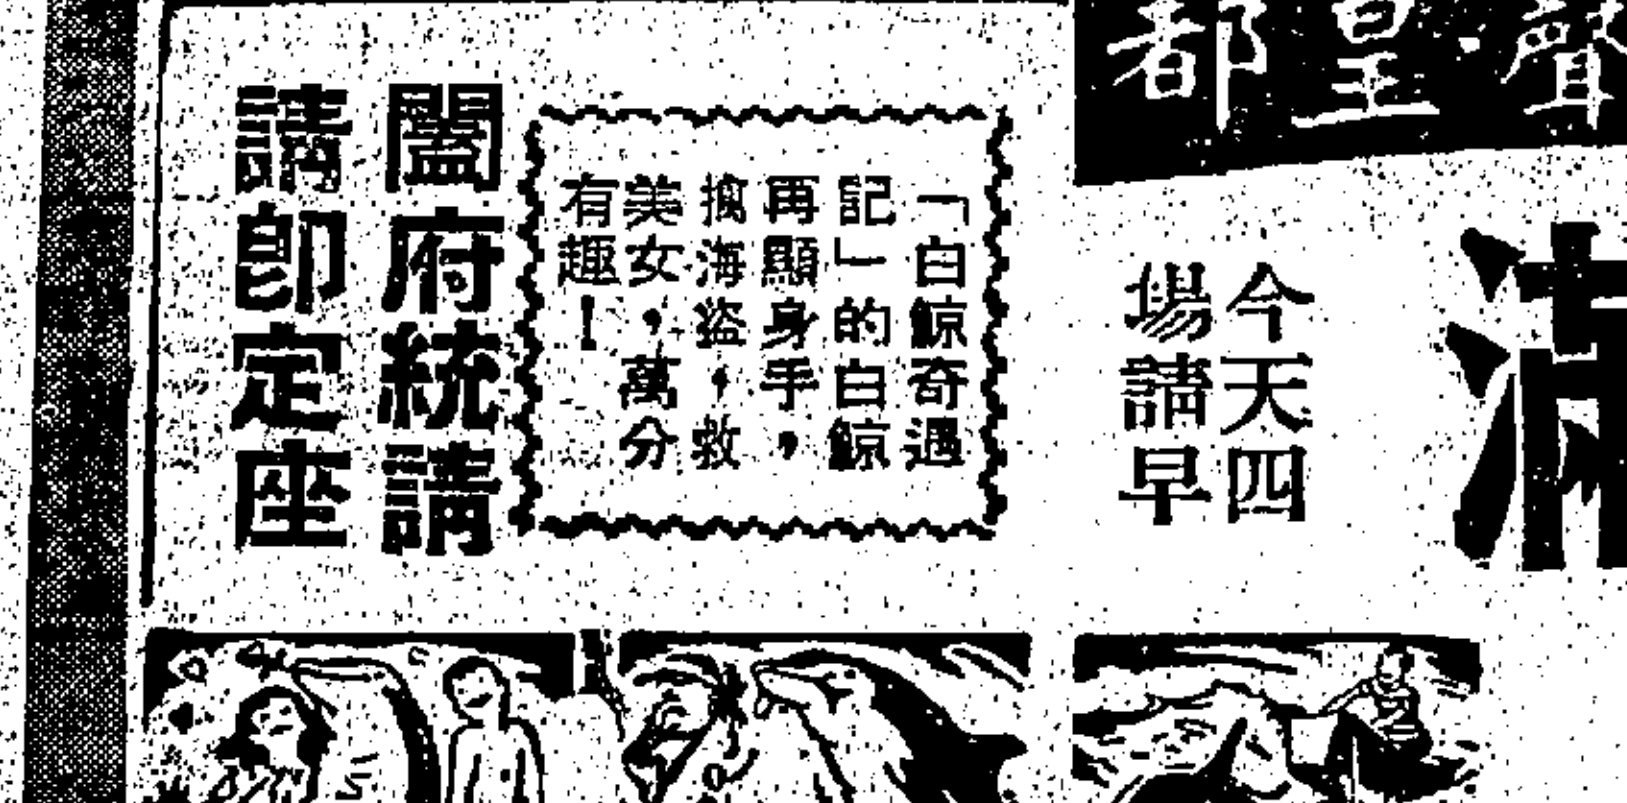 聲·皇都
今天四
場請早
「白鯨奇遇
記」的白鯨
再顯身手，
擒海盜，救
美女，萬分
有趣！
闔府統請
請即定座